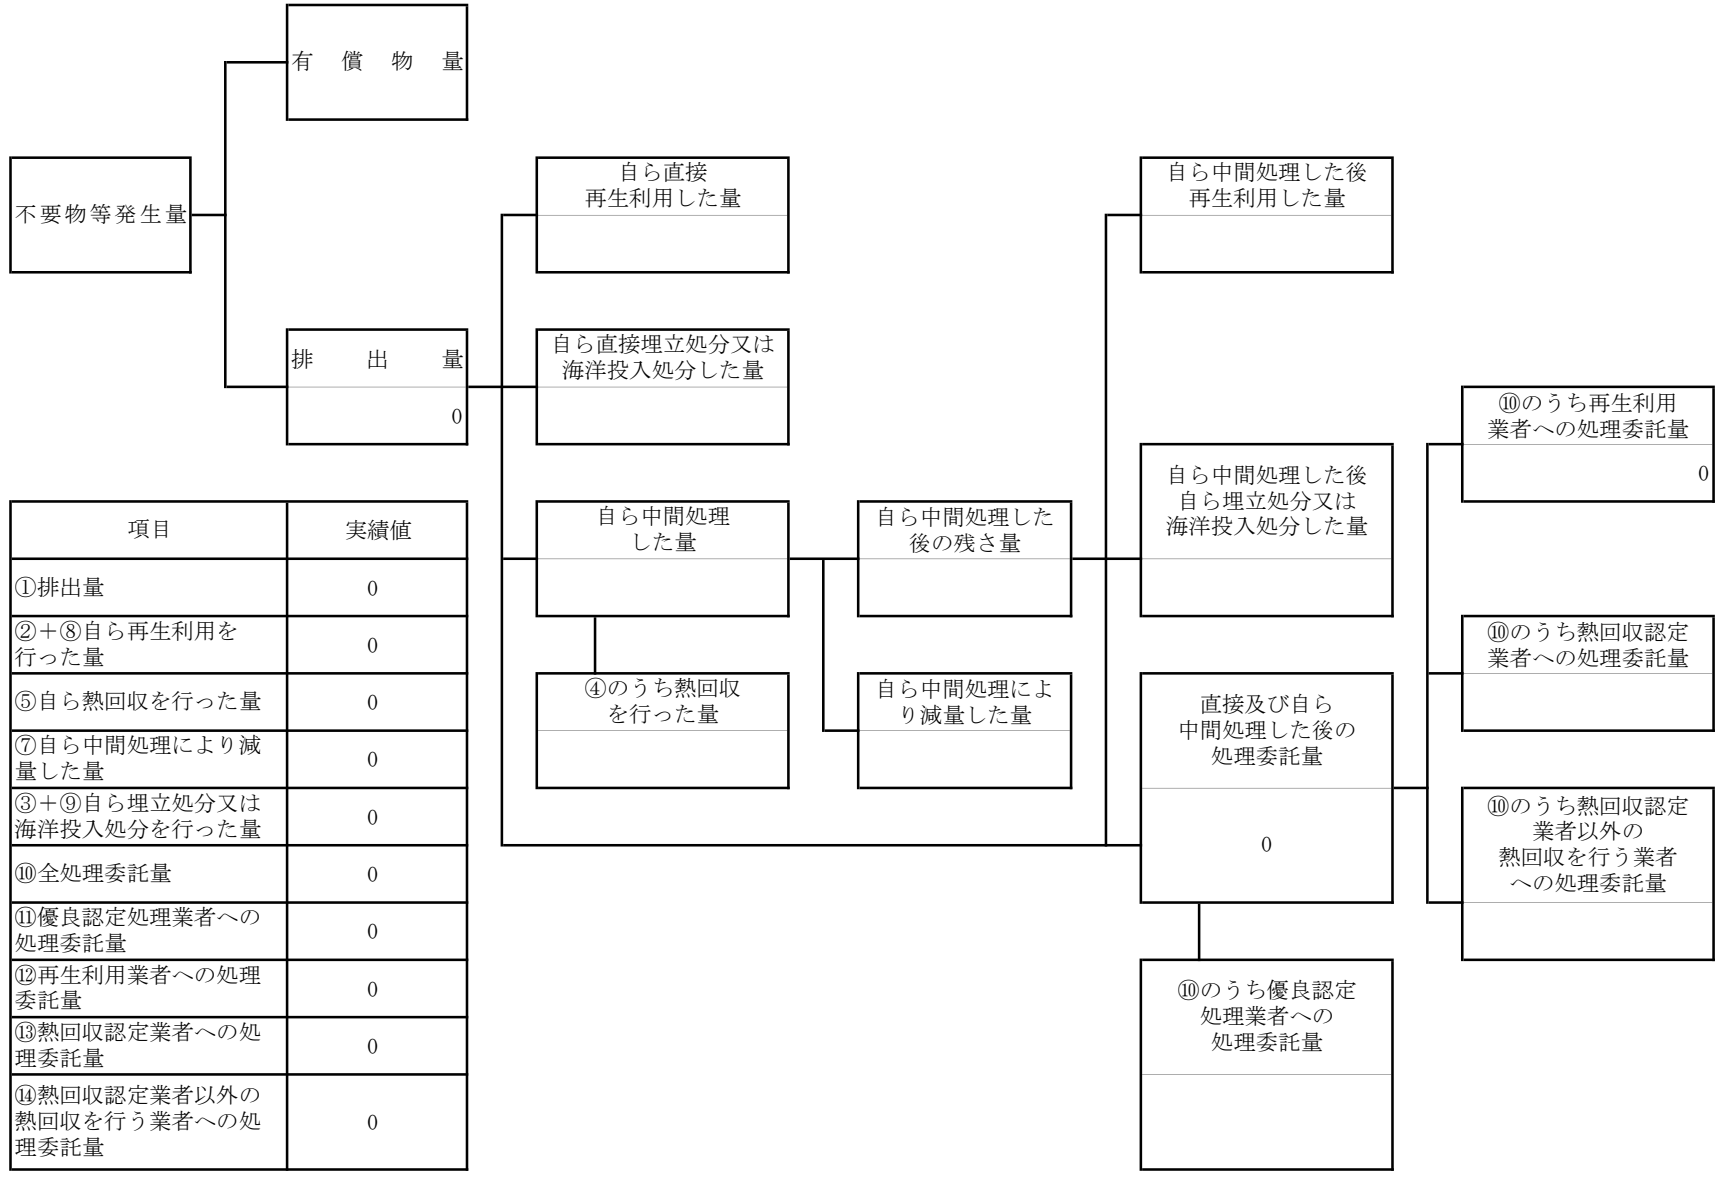 有償物量
不要物等発生量
排出量
0
自ら直接
再生利用した量
自ら直接埋立処分又は
海洋投入処分した量
自ら中間処理
した量
④のうち熱回収
を行った量
自ら中間処理した
後の残さ量
自ら中間処理によ
り減量した量
自ら中間処理した後
再生利用した量
自ら中間処理した後
自ら埋立処分又は
海洋投入処分した量
直接及び自ら
中間処理した後の
処理委託量
0
⑩のうち優良認定
処理業者への
処理委託量
⑩のうち再生利用
業者への処理委託量
0
⑩のうち熱回収認定
業者への処理委託量
⑩のうち熱回収認定
業者以外の
熱回収を行う業者
への処理委託量
項目 実績値
①排出量 0
②＋⑧自ら再生利用を
行った量 0
⑤自ら熱回収を行った量 0
⑦自ら中間処理により減
量した量 0
③＋⑨自ら埋立処分又は
海洋投入処分を行った量 0
⑩全処理委託量 0
⑪優良認定処理業者への
処理委託量 0
⑫再生利用業者への処理
委託量 0
⑬熱回収認定業者への処
理委託量 0
⑭熱回収認定業者以外の
熱回収を行う業者への処 0
理委託量